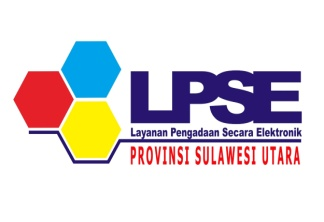 LPSE
Layanan Pengadaan Secara Elektronik
PROVINSI SULAWESI UTARA